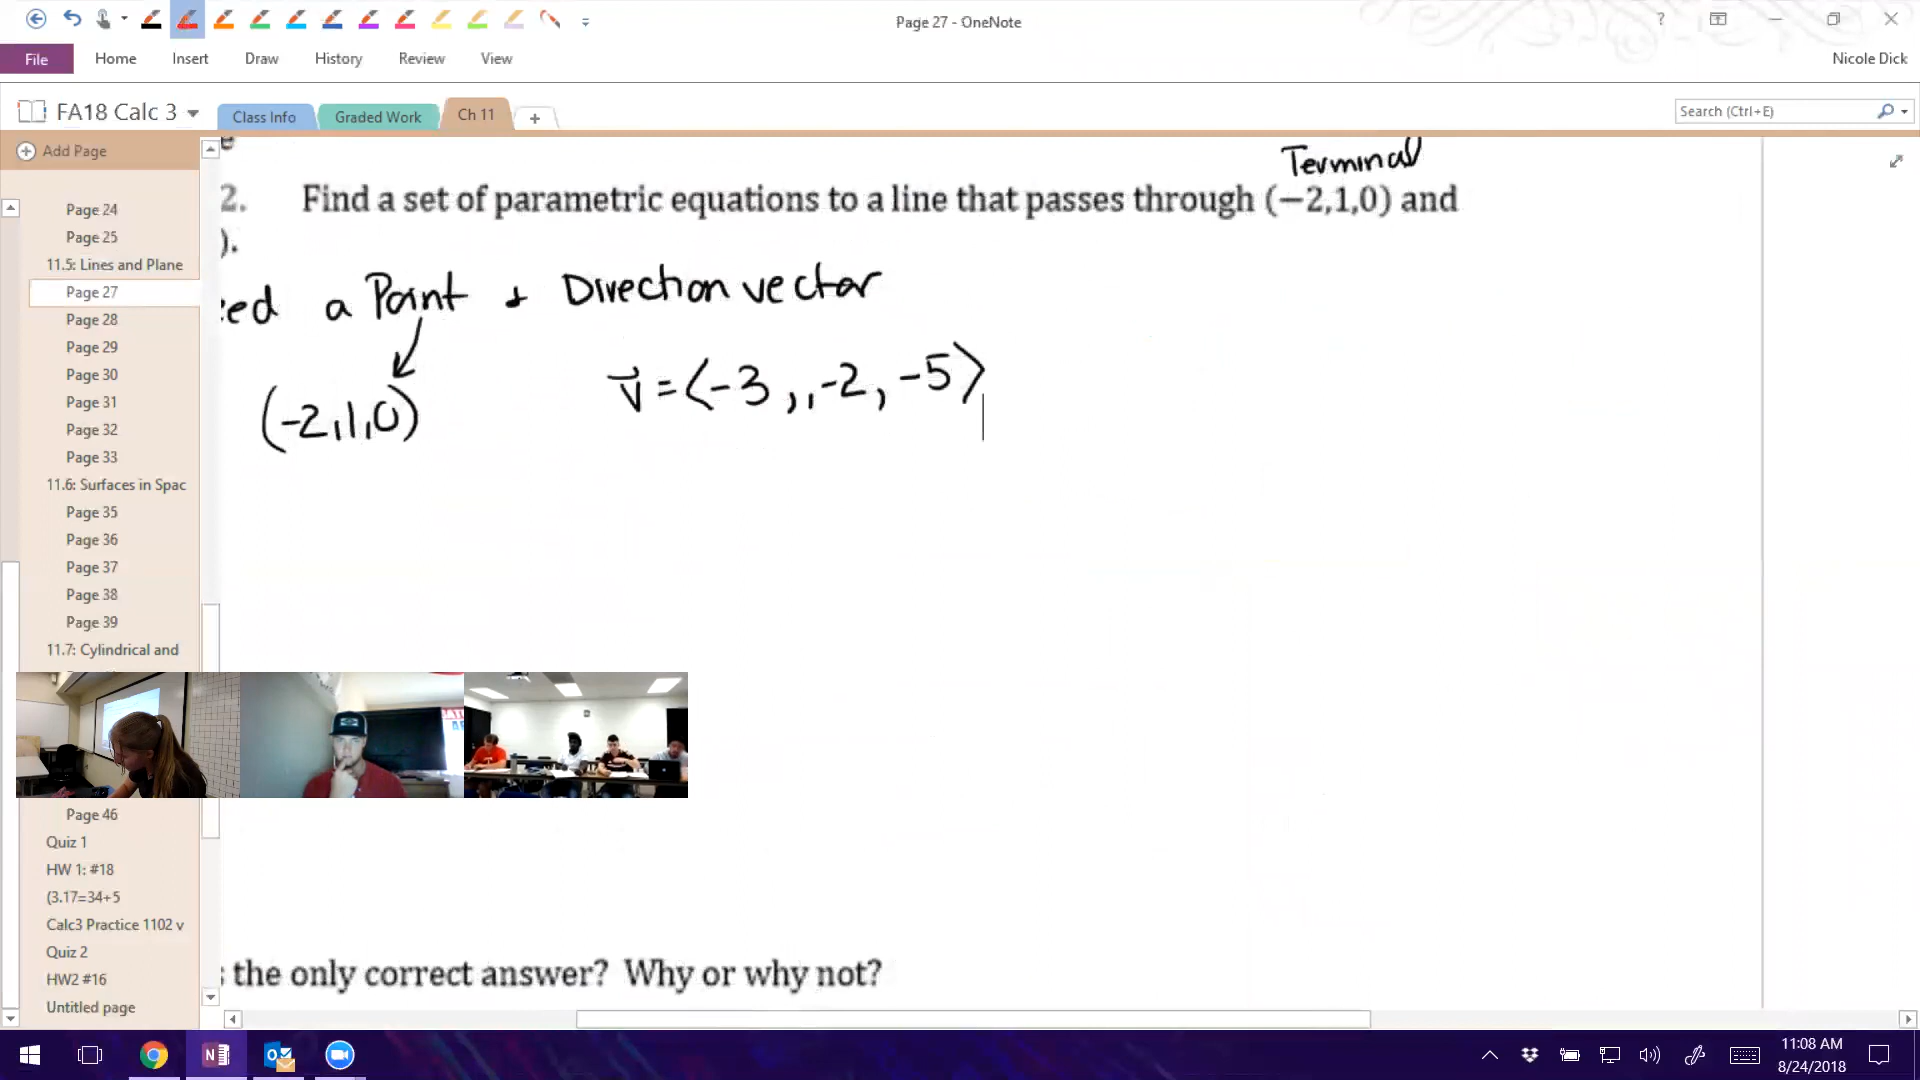 Page 27 - OneNote
File
Home
Insert
Draw
History
Review
View
Nicole Dick
FA18 Calc 3
Class Info
Graded Work
Ch 11
Search (Ctrl+E)
Add Page
Page 24
Page 25
11.5: Lines and Plane
Page 27
Page 28
Page 29
Page 30
Page 31
Page 32
Page 33
11.6: Surfaces in Spac
Page 35
Page 36
Page 37
Page 38
Page 39
11.7: Cylindrical and
Page 46
Quiz 1
HW 1: #18
(3.17=34+5
Calc3 Practice 1102 v
Quiz 2
HW2 #16
Untitled page
Terminal
2. Find a set of parametric equations to a line that passes through (−2,1,0) and
).
eed a Point + Direction vector
v⃗ = ⟨-3,,-2,-5⟩
(-2,1,0)
the only correct answer? Why or why not?
11:08 AM
8/24/2018